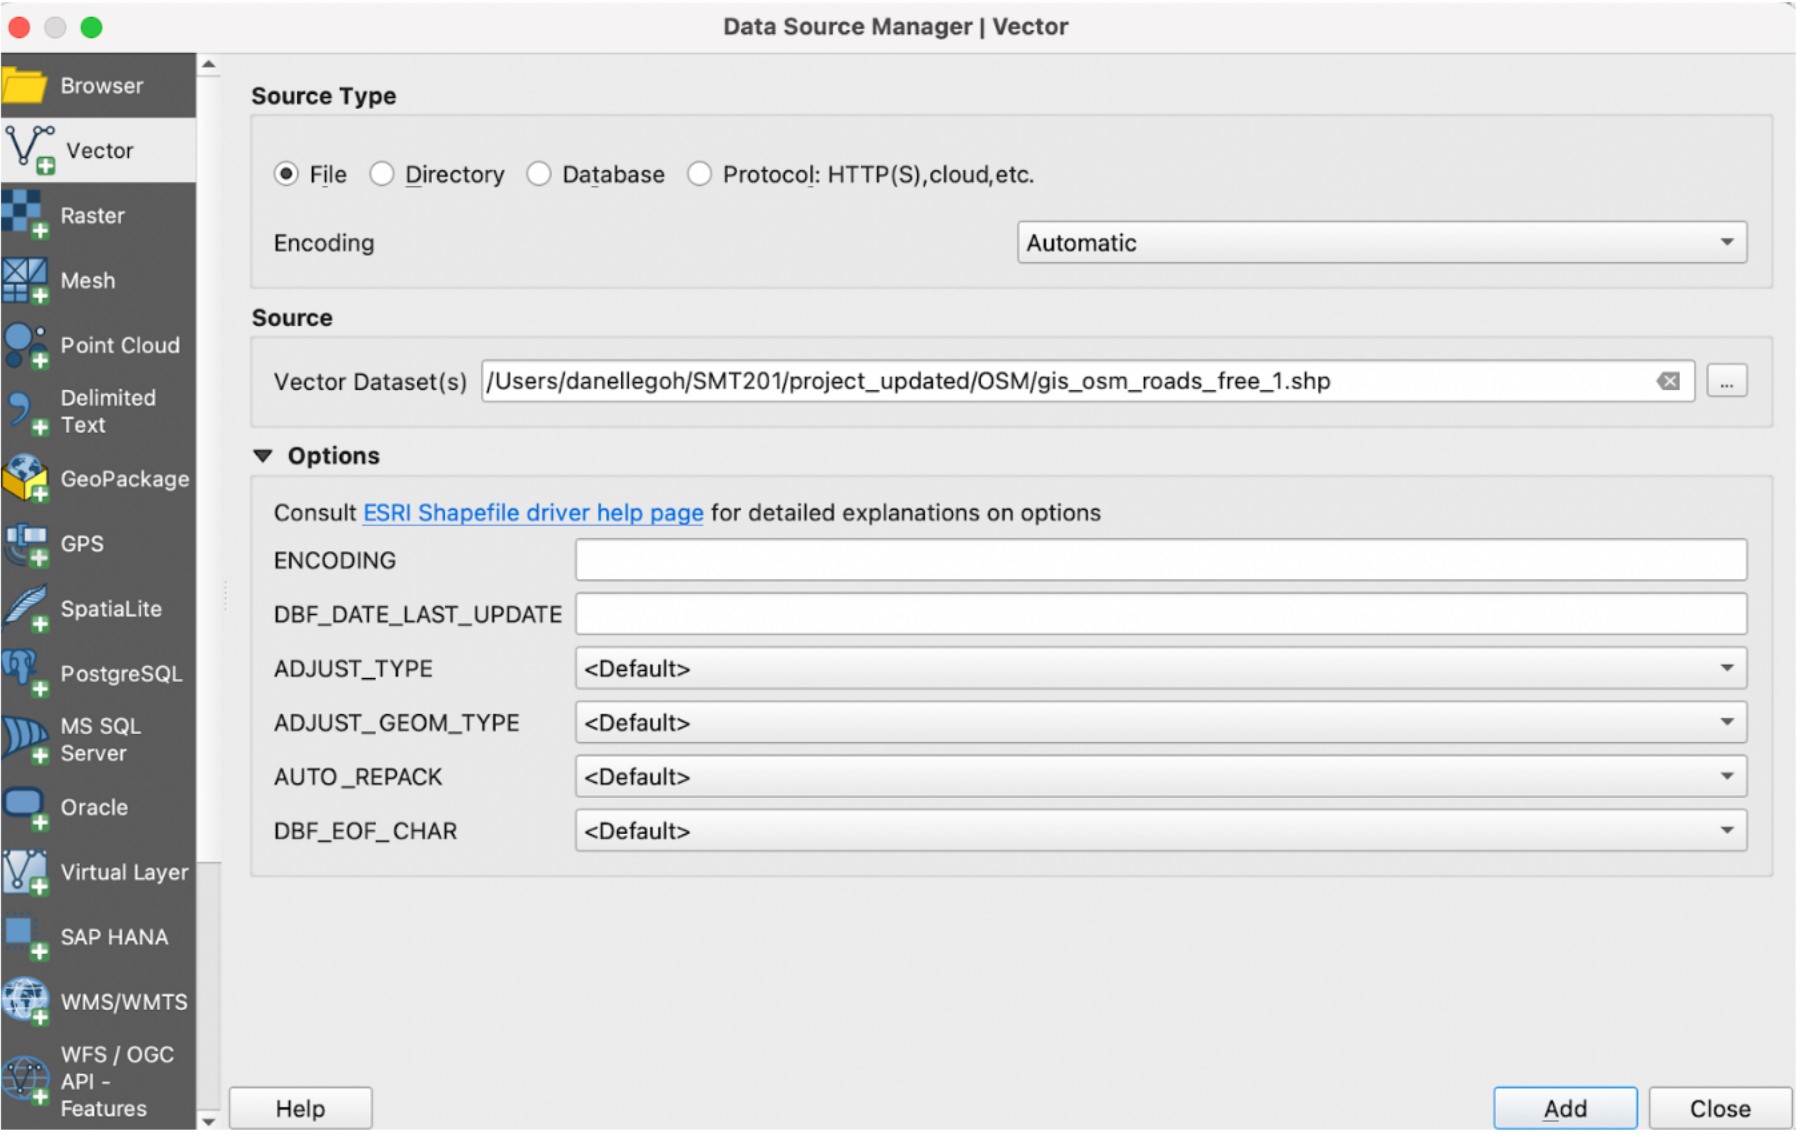 Data Source Manager | Vector
Browser
Vector
Raster
Mesh
Point Cloud
Delimited
Text
GeoPackage
GPS
SpatiaLite
PostgreSQL
MS SQL
Server
Oracle
Virtual Layer
SAP HANA
WMS/WMTS
WFS / OGC
API -
Features
Source Type
File Directory Database Protocol: HTTP(S),cloud,etc.
Encoding Automatic
Source
Vector Dataset(s) /Users/danellegoh/SMT201/project_updated/OSM/gis_osm_roads_free_1.shp ...
Options
Consult ESRI Shapefile driver help page for detailed explanations on options
ENCODING
DBF_DATE_LAST_UPDATE
ADJUST_TYPE <Default>
ADJUST_GEOM_TYPE <Default>
AUTO_REPACK <Default>
DBF_EOF_CHAR <Default>
Help Add Close